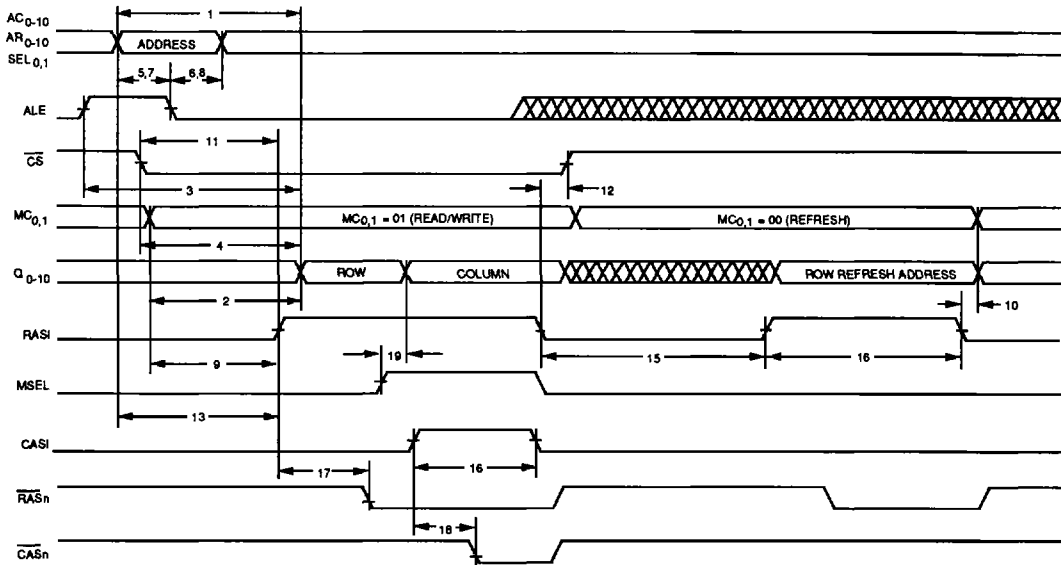 AC0-10
1
AR0-10 ADDRESS
SEL0,1
5,7 6,8
ALE
11
CS
3 12
MC0,1 MC0,1 = 01 (READ/WRITE) MC0,1 = 00 (REFRESH)
4
Q0-10 ROW COLUMN ROW REFRESH ADDRESS
2 10
RASI
9 19 15 16
MSEL
13
CASI
17 16
RASn
18
CASn